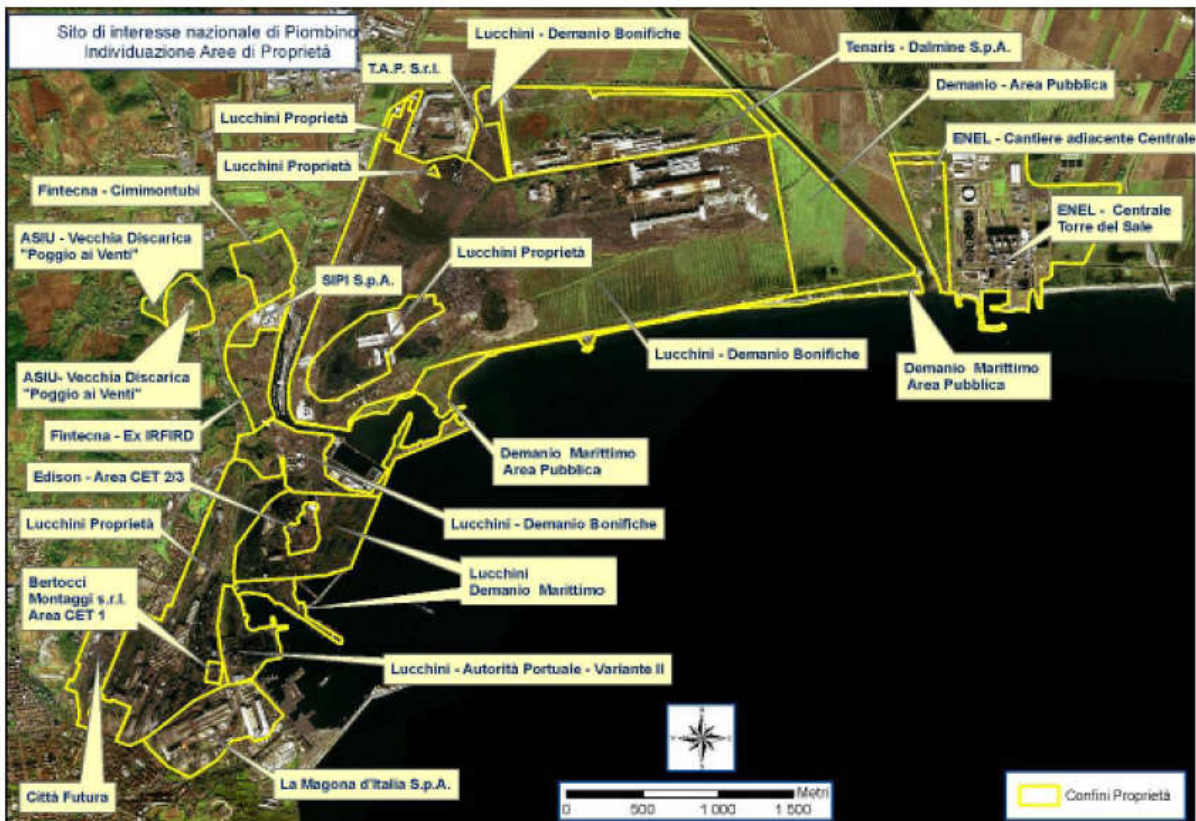 Sito di interesse nazionale di Piombino
Individuazione Aree di Proprietà
Lucchini - Demanio Bonifiche
Tenaris - Dalmine S.p.A.
T.A.P. S.r.l.
Demanio - Area Pubblica
Lucchini Proprietà
ENEL - Cantiere adiacente Centrale
Lucchini Proprietà
Fintecna - Cimimontubi
ENEL - Centrale
Torre del Sale
ASIU - Vecchia Discarica
"Poggio ai Venti"
Lucchini Proprietà
SIPI S.p.A.
Lucchini - Demanio Bonifiche
Demanio Marittimo
Area Pubblica
ASIU- Vecchia Discarica
"Poggio ai Venti"
Fintecna - Ex IRFIRD
Demanio Marittimo
Area Pubblica
Edison - Area CET 2/3
Lucchini Proprietà
Lucchini - Demanio Bonifiche
Lucchini
Demanio Marittimo
Bertocci
Montaggi s.r.l.
Area CET 1
Lucchini - Autorità Portuale - Variante II
La Magona d'Italia S.p.A.
Città Futura
Metri
0 500 1 000 1 500
Confini Proprietà